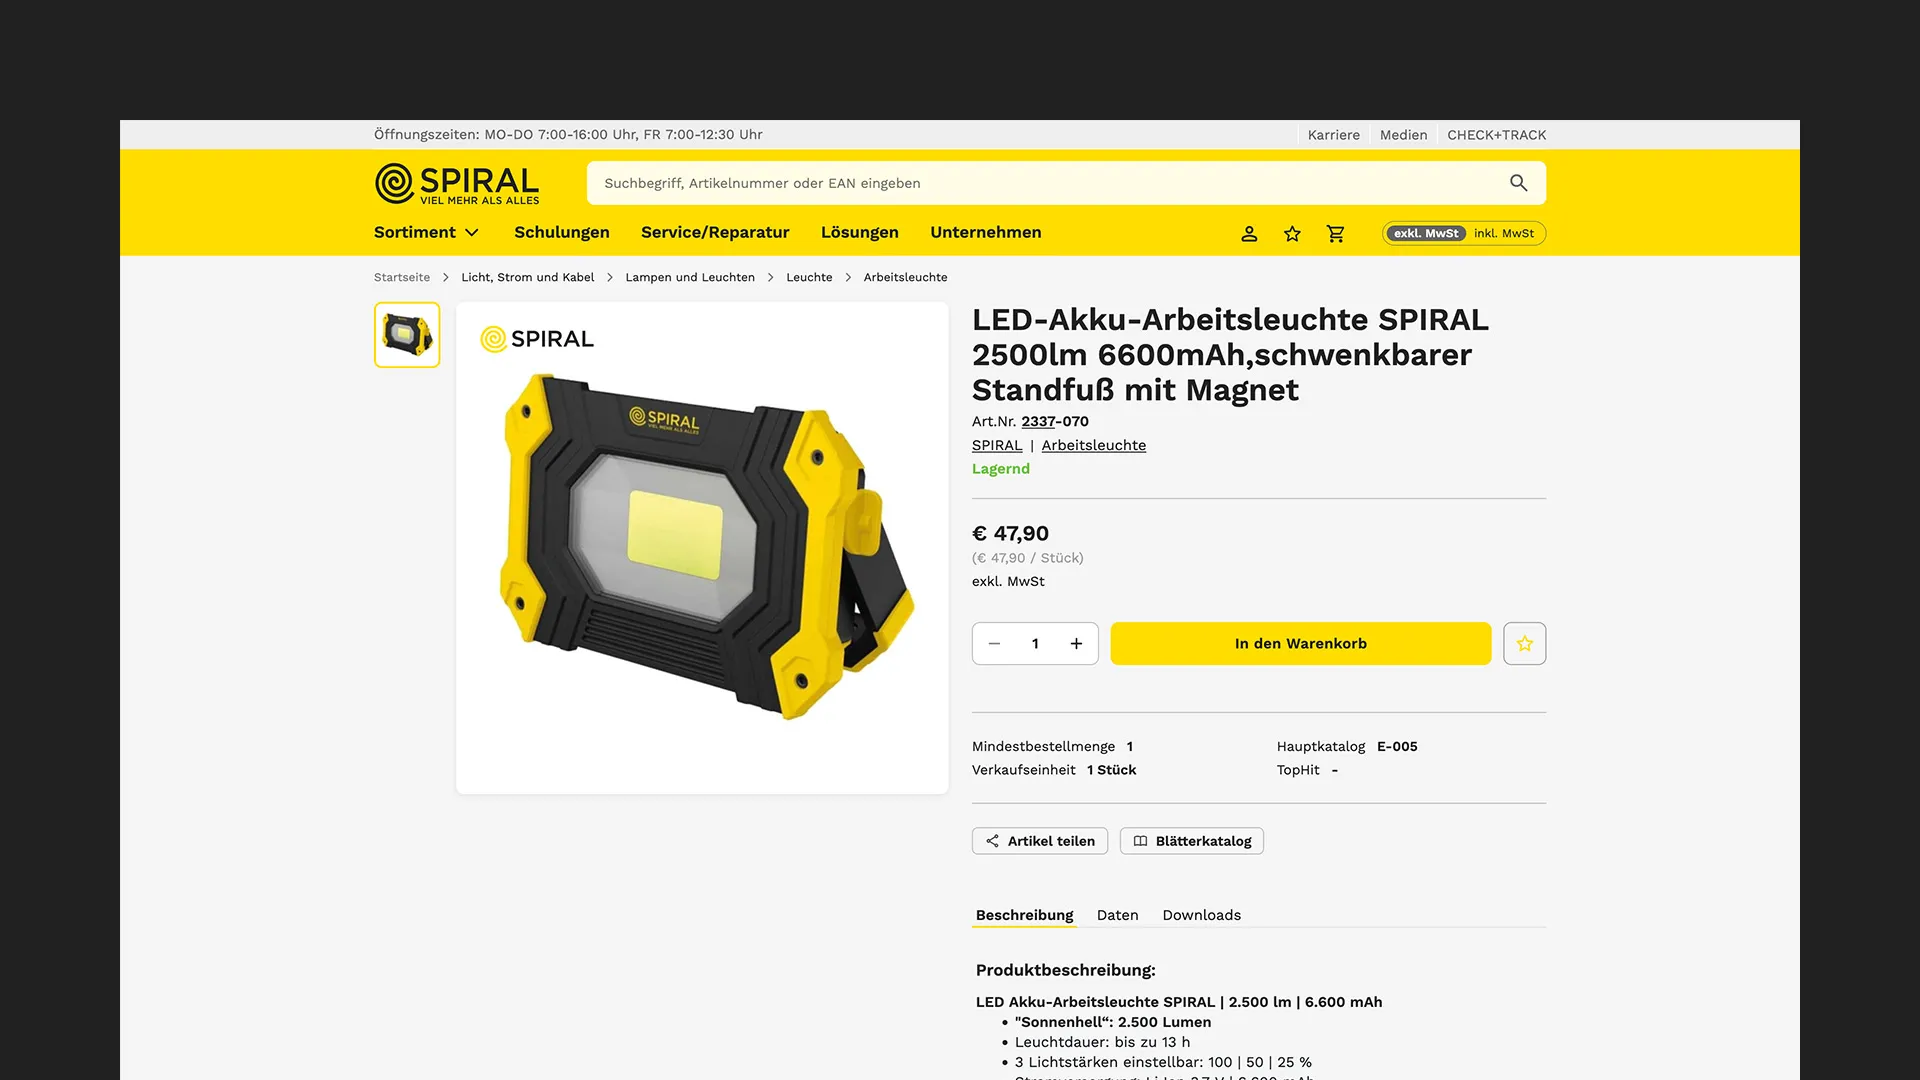 Öffnungszeiten: MO-DO 7:00-16:00 Uhr, FR 7:00-12:30 Uhr
Karriere
Medien
CHECK+TRACK
SPIRAL
VIEL MEHR ALS ALLES
Suchbegriff, Artikelnummer oder EAN eingeben
Sortiment
Schulungen
Service/Reparatur
Lösungen
Unternehmen
exkl. MwSt
inkl. MwSt
Startseite
Licht, Strom und Kabel
Lampen und Leuchten
Leuchte
Arbeitsleuchte
SPIRAL
SPIRAL
VIEL MEHR ALS ALLES
LED-Akku-Arbeitsleuchte SPIRAL
2500lm 6600mAh,schwenkbarer
Standfuß mit Magnet
Art.Nr. 2337-070
SPIRAL | Arbeitsleuchte
Lagernd
€ 47,90
(€ 47,90 / Stück)
exkl. MwSt
1
In den Warenkorb
Mindestbestellmenge 1
Hauptkatalog E-005
Verkaufseinheit 1 Stück
TopHit -
Artikel teilen
Blätterkatalog
Beschreibung
Daten
Downloads
Produktbeschreibung:
LED Akku-Arbeitsleuchte SPIRAL | 2.500 lm | 6.600 mAh
• "Sonnenhell“: 2.500 Lumen
• Leuchtdauer: bis zu 13 h
• 3 Lichtstärken einstellbar: 100 | 50 | 25 %